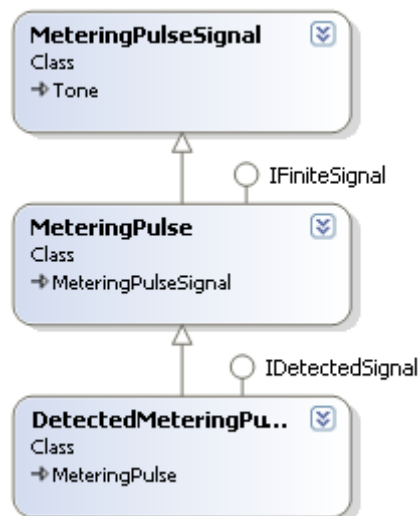 MeteringPulseSignal
Class
Tone
IFiniteSignal
MeteringPulse
Class
MeteringPulseSignal
IDetectedSignal
DetectedMeteringPu...
Class
MeteringPulse